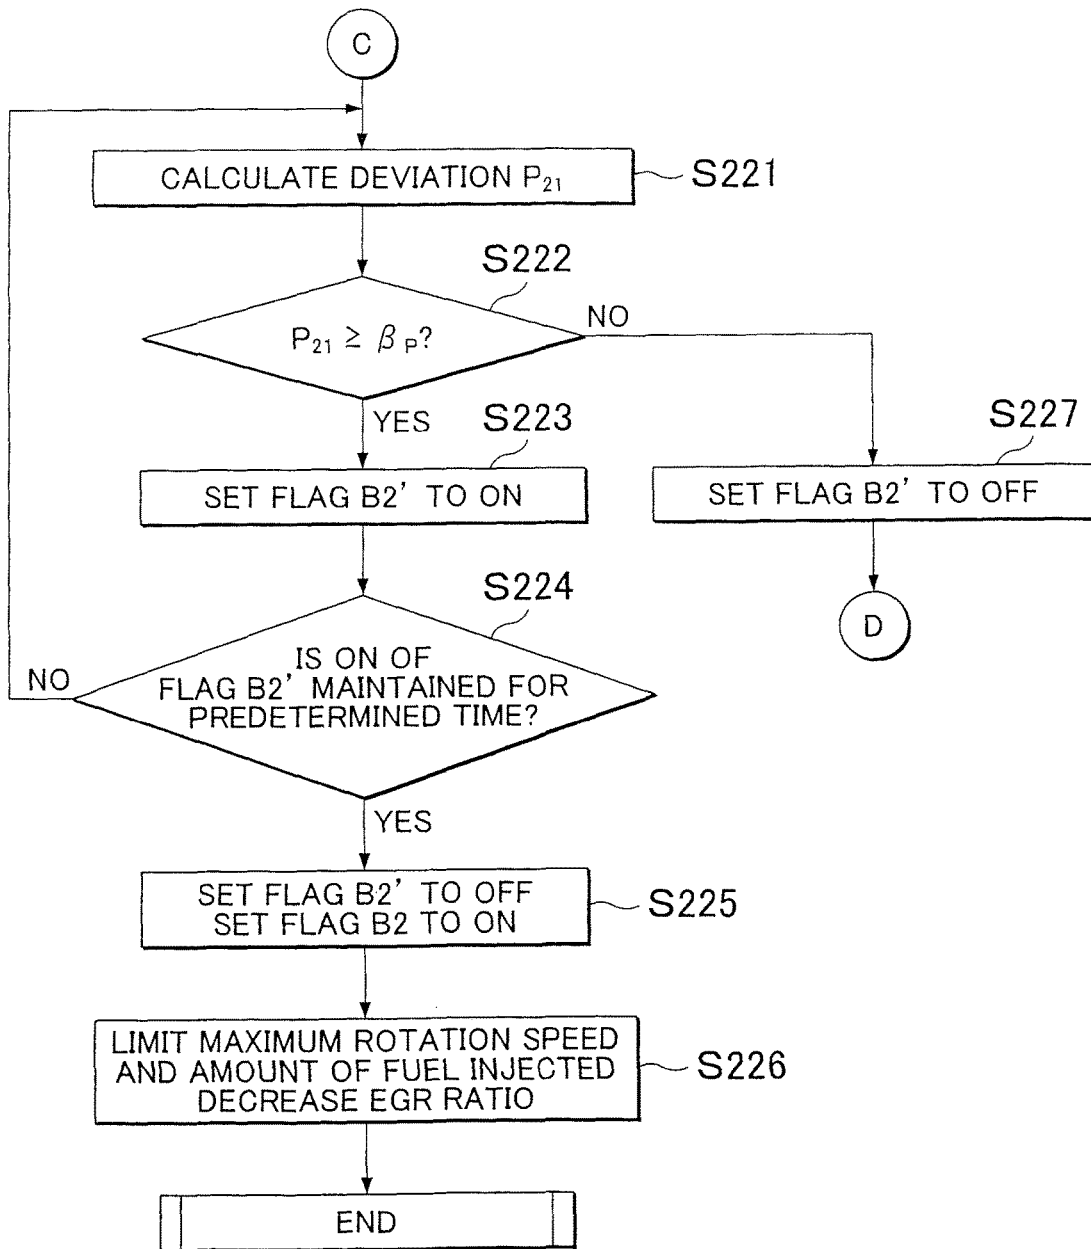 C
CALCULATE DEVIATION P₂₁
S221
S222
P₂₁ ≧ β P?
NO
YES
S223
S227
SET FLAG B2' TO ON
SET FLAG B2' TO OFF
S224
D
IS ON OF
FLAG B2' MAINTAINED FOR
PREDETERMINED TIME?
NO
YES
SET FLAG B2' TO OFF
SET FLAG B2 TO ON
S225
LIMIT MAXIMUM ROTATION SPEED
AND AMOUNT OF FUEL INJECTED
DECREASE EGR RATIO
S226
END